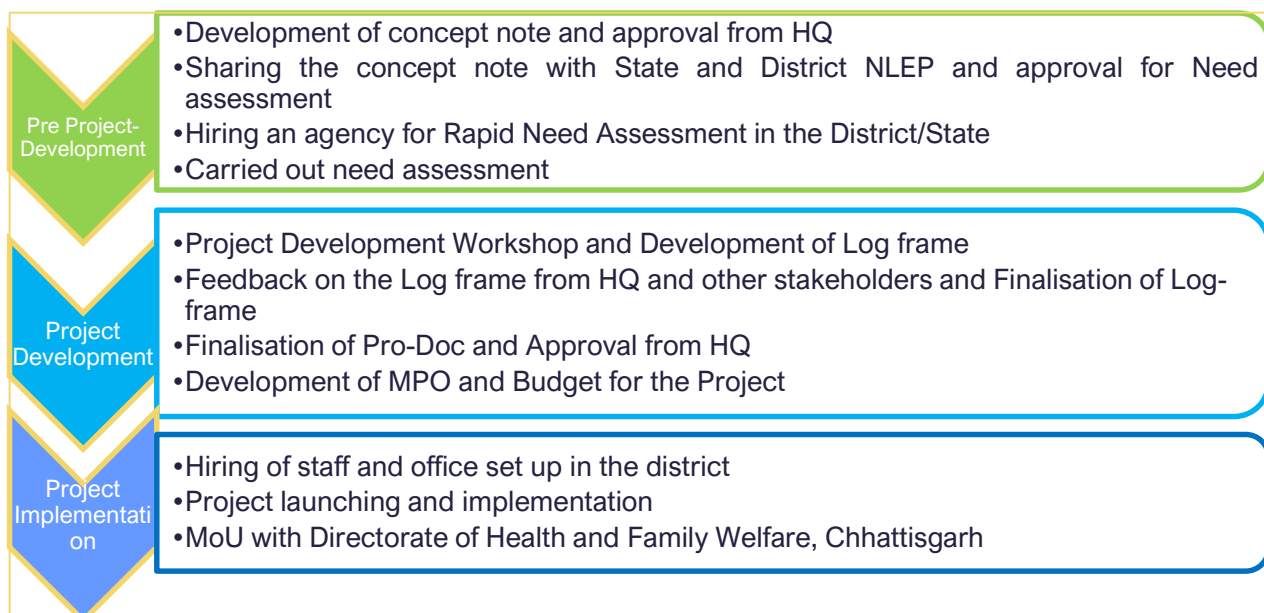 Pre Project-
Development
•Development of concept note and approval from HQ
•Sharing the concept note with State and District NLEP and approval for Need
assessment
•Hiring an agency for Rapid Need Assessment in the District/State
•Carried out need assessment
Project
Development
•Project Development Workshop and Development of Log frame
•Feedback on the Log frame from HQ and other stakeholders and Finalisation of Log-
frame
•Finalisation of Pro-Doc and Approval from HQ
•Development of MPO and Budget for the Project
Project
Implementati
on
•Hiring of staff and office set up in the district
•Project launching and implementation
•MoU with Directorate of Health and Family Welfare, Chhattisgarh